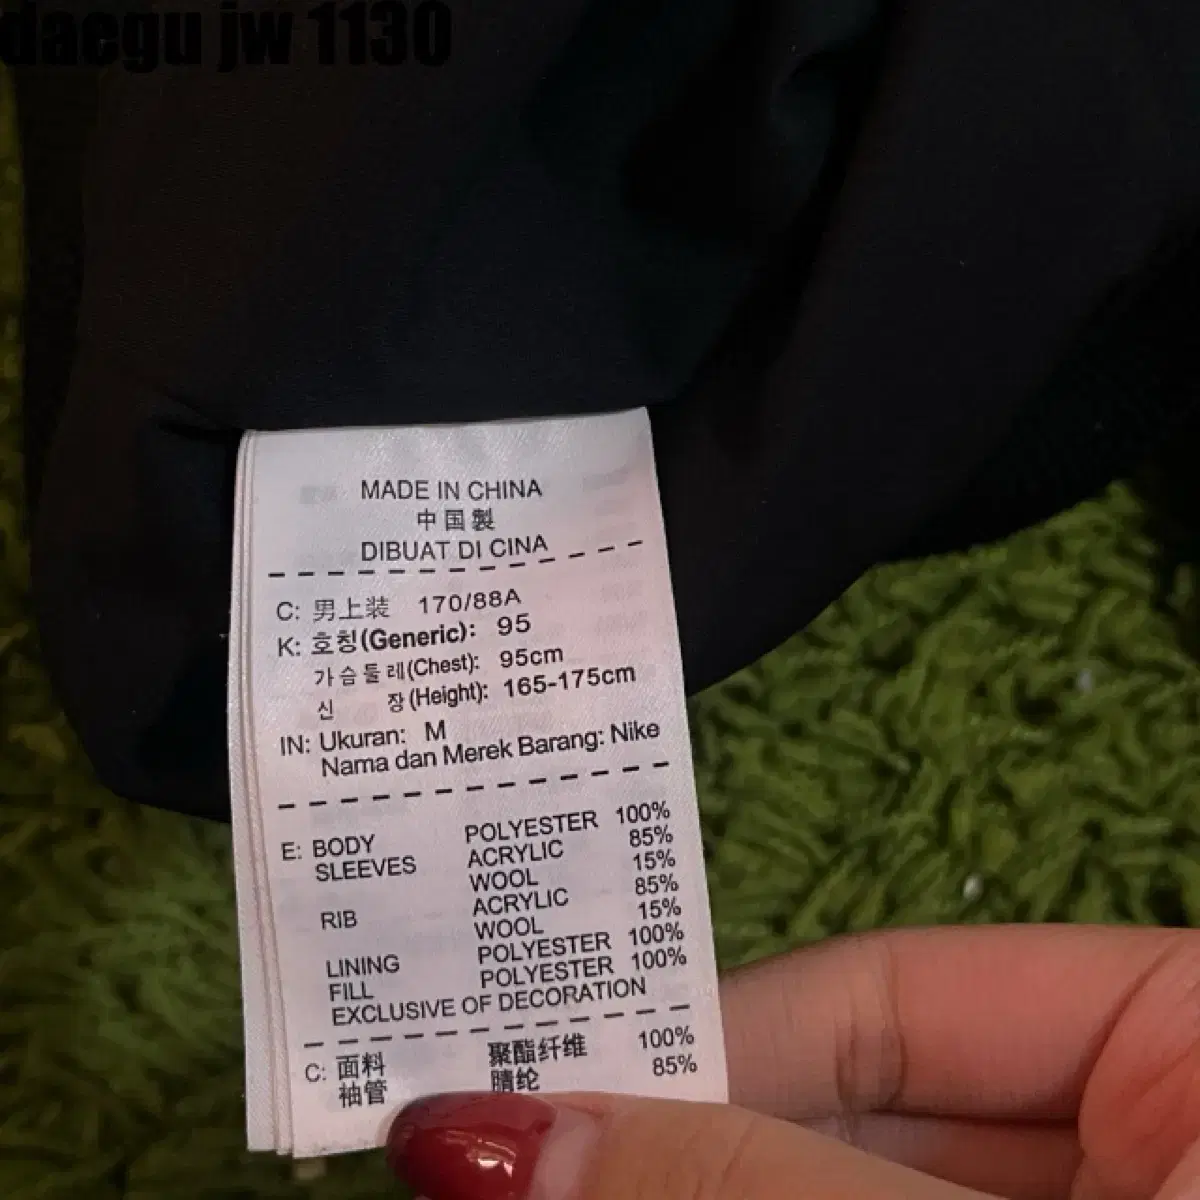 daegu jw 1130
MADE IN CHINA
中国製
DIBUAT DI CINA
C: 男上装 170/88A
K: 호칭(Generic): 95
가슴둘레(Chest): 95cm
신 장(Height): 165-175cm
IN: Ukuran: M
Nama dan Merek Barang: Nike
E: BODY POLYESTER 100%
SLEEVES ACRYLIC 85%
WOOL 15%
RIB ACRYLIC 85%
WOOL 15%
LINING POLYESTER 100%
FILL POLYESTER 100%
EXCLUSIVE OF DECORATION
C: 面料 聚酯纤维 100%
袖管 腈纶 85%